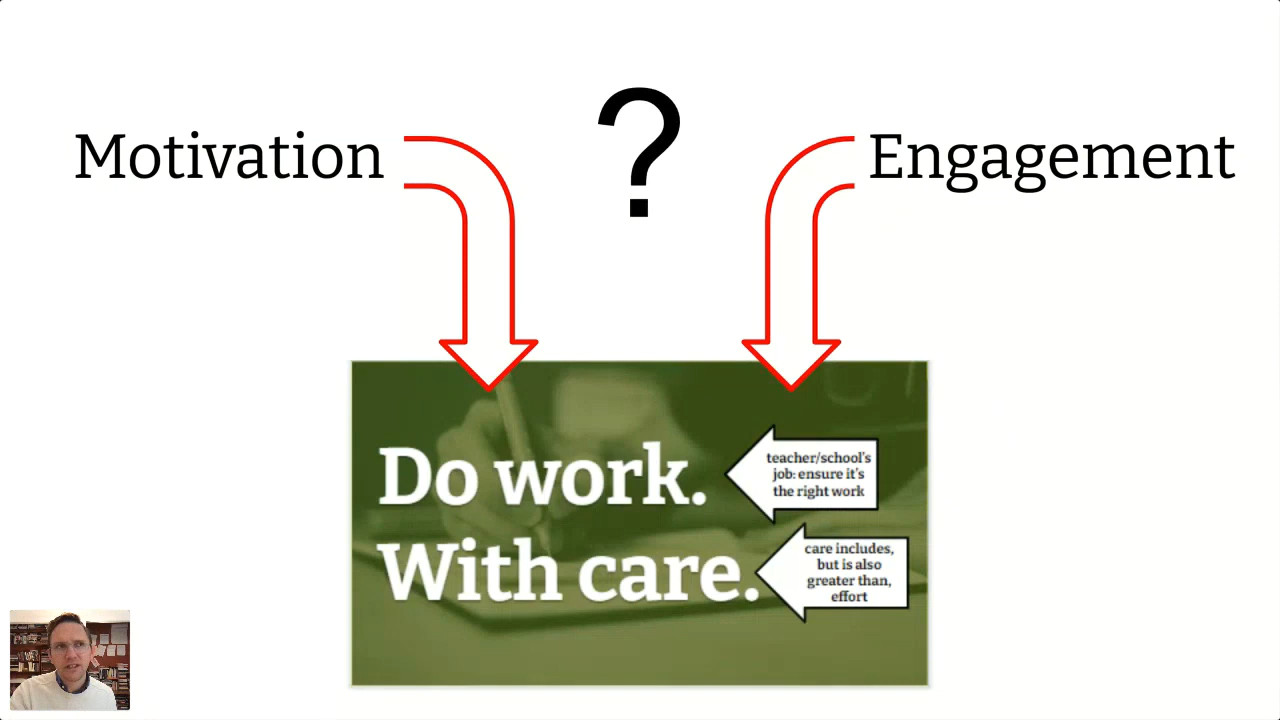 Motivation
?
Engagement
Do work.
teacher/school's
job: ensure it's
the right work
With care.
care includes,
but is also
greater than,
effort